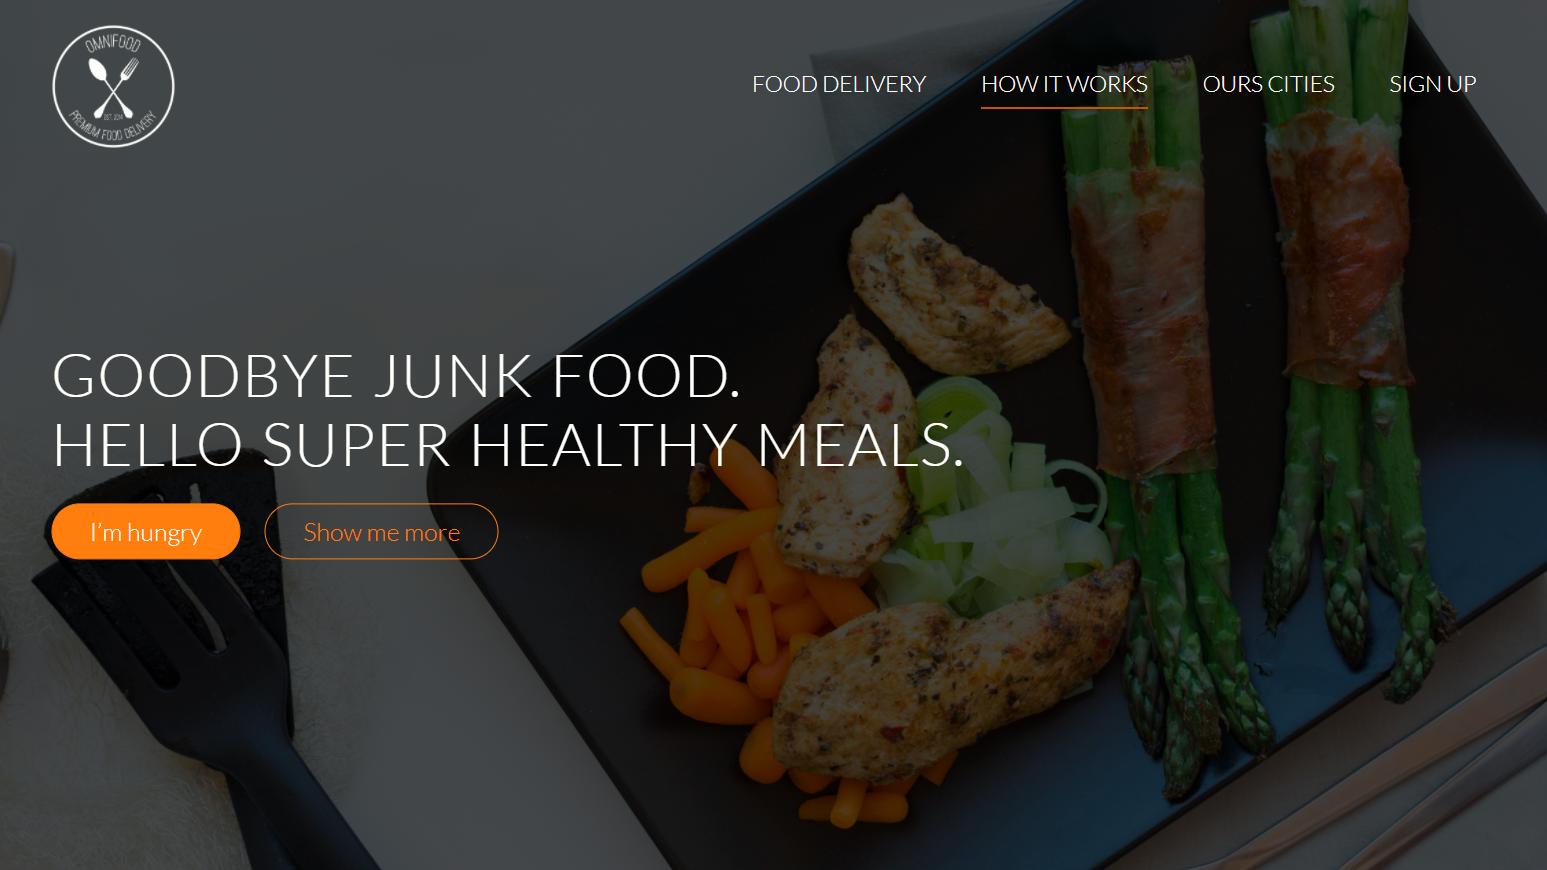 OMNIFOOD
EST. 2014
PREMIUM FOOD DELIVERY
FOOD DELIVERY
HOW IT WORKS
OURS CITIES
SIGN UP
GOODBYE JUNK FOOD.
HELLO SUPER HEALTHY MEALS.
I’m hungry
Show me more